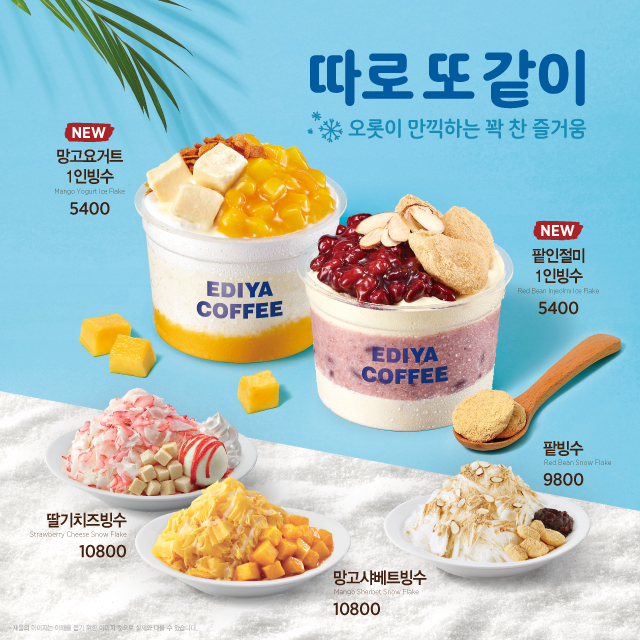 따로 또 같이
오롯이 만끽하는 꽉 찬 즐거움
NEW
망고요거트
1인빙수
Mango Yogurt Ice Flake
5400
NEW
팥인절미
1인빙수
Red Bean Injeolmi Ice Flake
5400
EDIYA
COFFEE
EDIYA
COFFEE
팥빙수
Red Bean Snow Flake
9800
딸기치즈빙수
Strawberry Cheese Snow Flake
10800
망고샤베트빙수
Mango Sherbet Snow Flake
10800